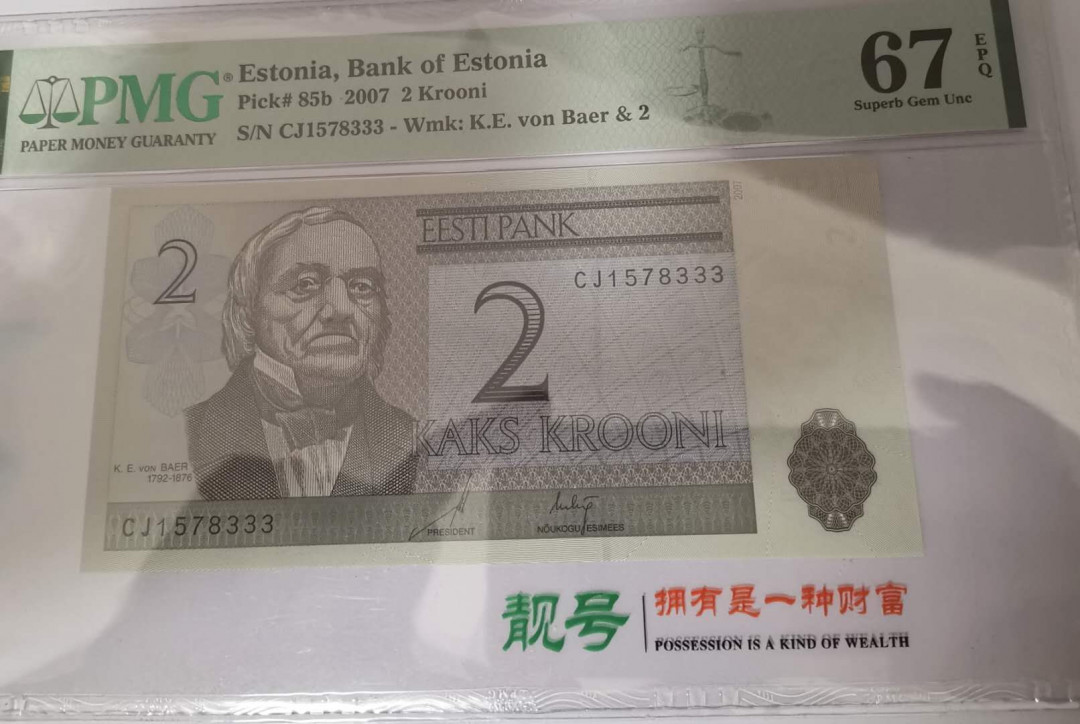 PMG®
PAPER MONEY GUARANTY
Estonia, Bank of Estonia
Pick# 85b 2007 2 Krooni
S/N CJ1578333 - Wmk: K.E. von Baer & 2
67
EPQ
Superb Gem Unc
2
EESTI PANK
2007
CJ1578333
2
KAKS KROONI
K. E. VON BAER
1792-1876
CJ1578333
PRESIDENT
NÕUKOGU ESIMEES
靓号
拥有是一种财富
POSSESSION IS A KIND OF WEALTH